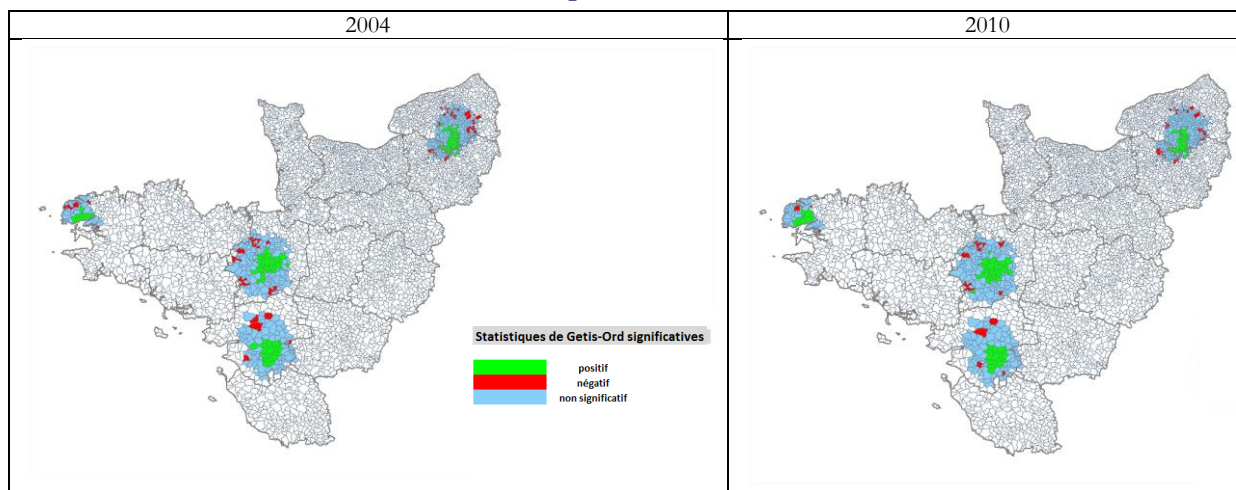 2004
2010
Statistiques de Getis-Ord significatives
positif
négatif
non significatif